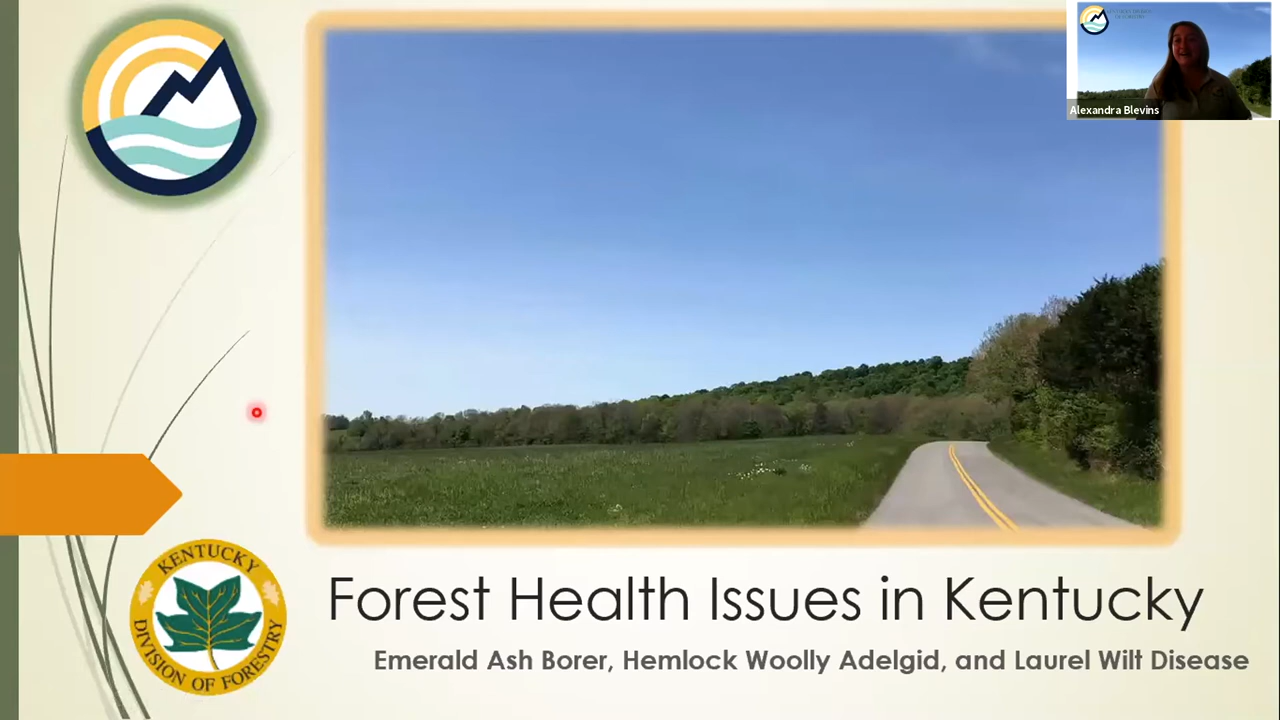 Alexandra Blevins
KENTUCKY
DIVISION OF FORESTRY
Forest Health Issues in Kentucky
Emerald Ash Borer, Hemlock Woolly Adelgid, and Laurel Wilt Disease